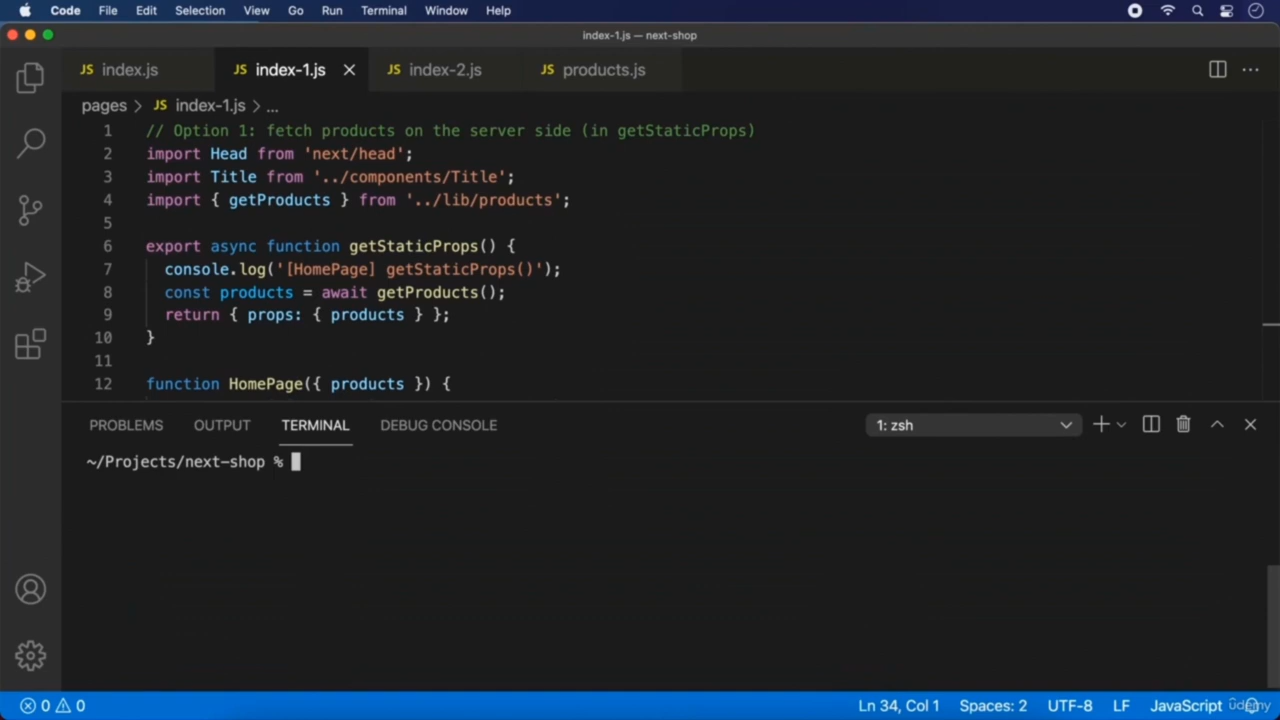 Code File Edit Selection View Go Run Terminal Window Help
index-1.js — next-shop
JS index.js JS index-1.js JS index-2.js JS products.js
pages > JS index-1.js > ...
1 // Option 1: fetch products on the server side (in getStaticProps)
2 import Head from 'next/head';
3 import Title from '../components/Title';
4 import { getProducts } from '../lib/products';
5
6 export async function getStaticProps() {
7 console.log('[HomePage] getStaticProps()');
8 const products = await getProducts();
9 return { props: { products } };
10 }
11
12 function HomePage({ products }) {
PROBLEMS OUTPUT TERMINAL DEBUG CONSOLE 1: zsh
~/Projects/next-shop %
0 0 Ln 34, Col 1 Spaces: 2 UTF-8 LF JavaScript udemy